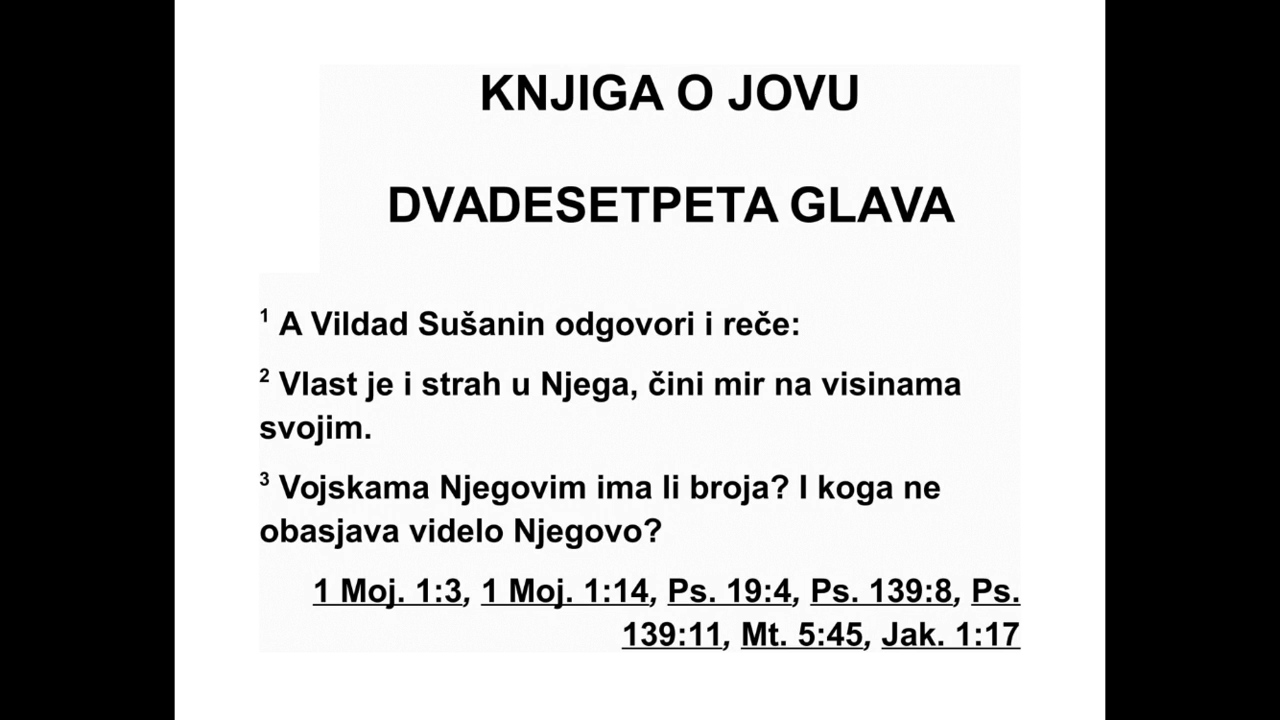 KNJIGA O JOVU
DVADESETPETA GLAVA
1 A Vildad Sušanin odgovori i reče:
2 Vlast je i strah u Njega, čini mir na visinama
svojim.
3 Vojskama Njegovim ima li broja? I koga ne
obasjava videlo Njegovo?
1 Moj. 1:3, 1 Moj. 1:14, Ps. 19:4, Ps. 139:8, Ps.
139:11, Mt. 5:45, Jak. 1:17